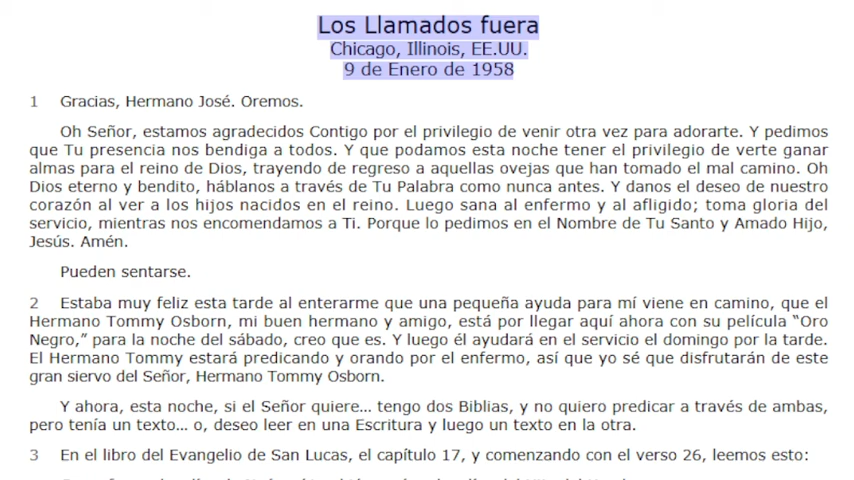 Los Llamados fuera
Chicago, Illinois, EE.UU.
9 de Enero de 1958
1 Gracias, Hermano José. Oremos.
Oh Señor, estamos agradecidos Contigo por el privilegio de venir otra vez para adorarte. Y pedimos
que Tu presencia nos bendiga a todos. Y que podamos esta noche tener el privilegio de verte ganar
almas para el reino de Dios, trayendo de regreso a aquellas ovejas que han tomado el mal camino. Oh
Dios eterno y bendito, háblanos a través de Tu Palabra como nunca antes. Y danos el deseo de nuestro
corazón al ver a los hijos nacidos en el reino. Luego sana al enfermo y al afligido; toma gloria del
servicio, mientras nos encomendamos a Ti. Porque lo pedimos en el Nombre de Tu Santo y Amado Hijo,
Jesús. Amén.
Pueden sentarse.
2 Estaba muy feliz esta tarde al enterarme que una pequeña ayuda para mí viene en camino, que el
Hermano Tommy Osborn, mi buen hermano y amigo, está por llegar aquí ahora con su película “Oro
Negro,” para la noche del sábado, creo que es. Y luego él ayudará en el servicio el domingo por la tarde.
El Hermano Tommy estará predicando y orando por el enfermo, así que yo sé que disfrutarán de este
gran siervo del Señor, Hermano Tommy Osborn.
Y ahora, esta noche, si el Señor quiere... tengo dos Biblias, y no quiero predicar a través de ambas,
pero tenía un texto... o, deseo leer en una Escritura y luego un texto en la otra.
3 En el libro del Evangelio de San Lucas, el capítulo 17, y comenzando con el verso 26, leemos esto: